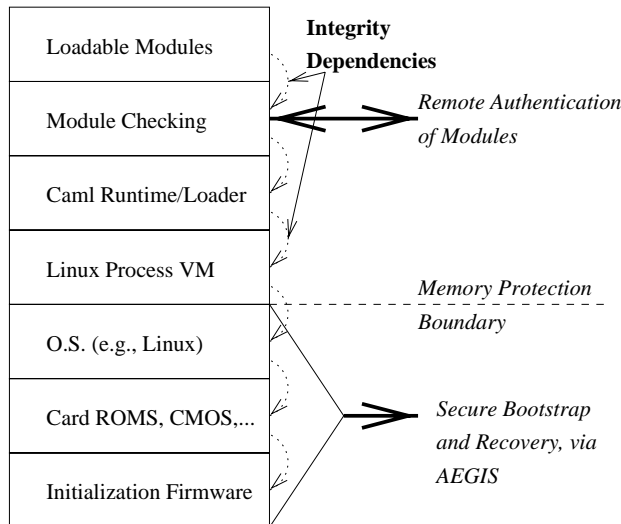 Loadable Modules
Integrity
Dependencies
Module Checking
Remote Authentication
of Modules
Caml Runtime/Loader
Linux Process VM
Memory Protection
Boundary
O.S. (e.g., Linux)
Card ROMS, CMOS,...
Secure Bootstrap
and Recovery, via
AEGIS
Initialization Firmware